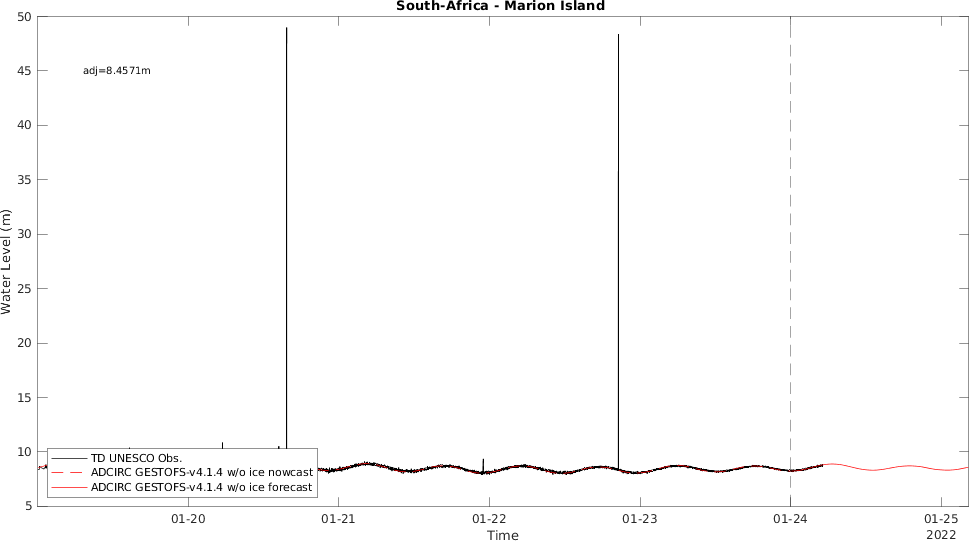 South-Africa - Marion Island
50
45
40
35
30
25
20
15
10
5
Water Level (m)
adj=8.4571m
TD UNESCO Obs.
ADCIRC GESTOFS-v4.1.4 w/o ice nowcast
ADCIRC GESTOFS-v4.1.4 w/o ice forecast
01-20 01-21 01-22 01-23 01-24 01-25
Time 2022